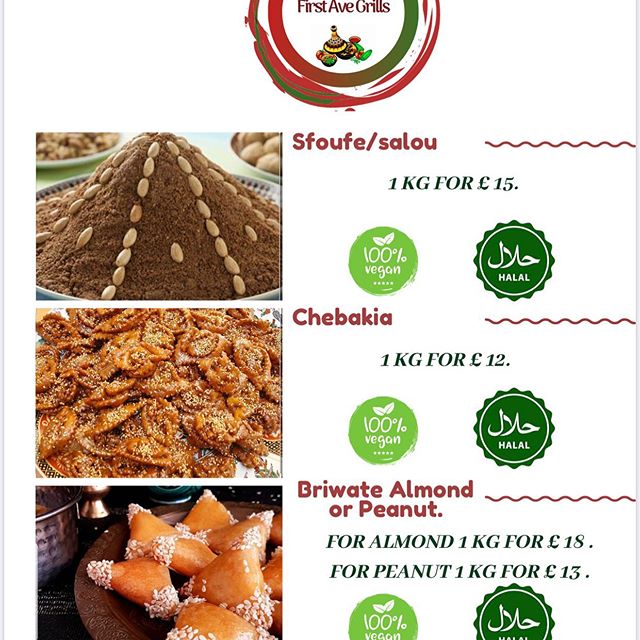 First Ave Grills
Sfoufe/salou
1 KG FOR £ 15.
100%
vegan
حلال
HALAL
Chebakia
1 KG FOR £ 12.
100%
vegan
حلال
HALAL
Briwate Almond
or Peanut.
FOR ALMOND 1 KG FOR £ 18 .
FOR PEANUT 1 KG FOR £ 13 .
100%
vegan
حلال
HALAL